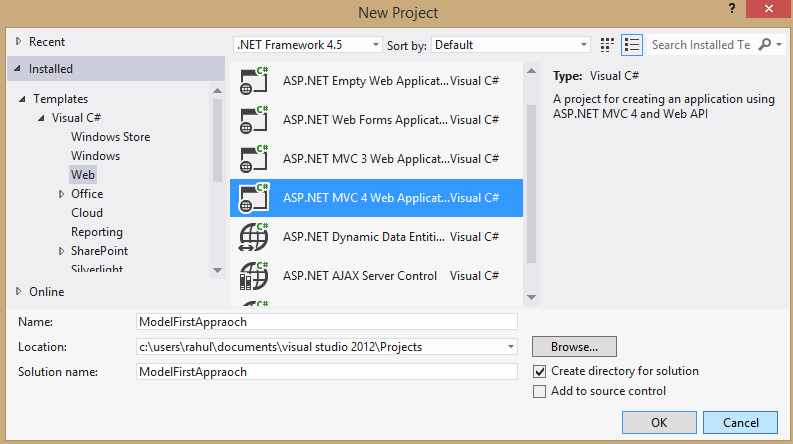 New Project
?
Recent
.NET Framework 4.5
Sort by:
Default
Search Installed Te
Installed
Templates
Visual C#
Windows Store
Windows
Web
Office
Cloud
Reporting
SharePoint
Silverlight
Online
ASP.NET Empty Web Applicat...Visual C#
ASP.NET Web Forms Applicat...Visual C#
ASP.NET MVC 3 Web Applicat...Visual C#
ASP.NET MVC 4 Web Applicat...Visual C#
ASP.NET Dynamic Data Entiti... Visual C#
ASP.NET AJAX Server Control Visual C#
Type: Visual C#
A project for creating an application using
ASP.NET MVC 4 and Web API
Name:
ModelFirstAppraoch
Location:
c:\users\rahul\documents\visual studio 2012\Projects
Browse...
Solution name:
ModelFirstAppraoch
Create directory for solution
Add to source control
OK
Cancel